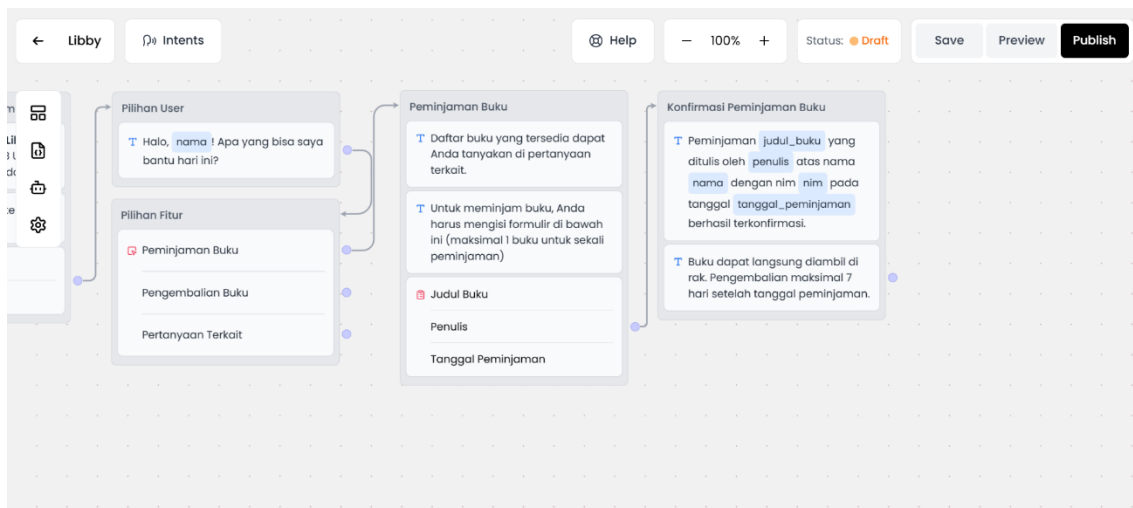 Libby
Intents
Help
100%
Status: Draft
Save
Preview
Publish
Pilihan User
Halo, nama ! Apa yang bisa saya
bantu hari ini?
Pilihan Fitur
Peminjaman Buku
Pengembalian Buku
Pertanyaan Terkait
Peminjaman Buku
Daftar buku yang tersedia dapat
Anda tanyakan di pertanyaan
terkait.
Untuk meminjam buku, Anda
harus mengisi formulir di bawah
ini (maksimal 1 buku untuk sekali
peminjaman)
Judul Buku
Penulis
Tanggal Peminjaman
Konfirmasi Peminjaman Buku
Peminjaman judul_buku yang
ditulis oleh penulis atas nama
nama dengan nim nim pada
tanggal tanggal_peminjaman
berhasil terkonfirmasi.
Buku dapat langsung diambil di
rak. Pengembalian maksimal 7
hari setelah tanggal peminjaman.